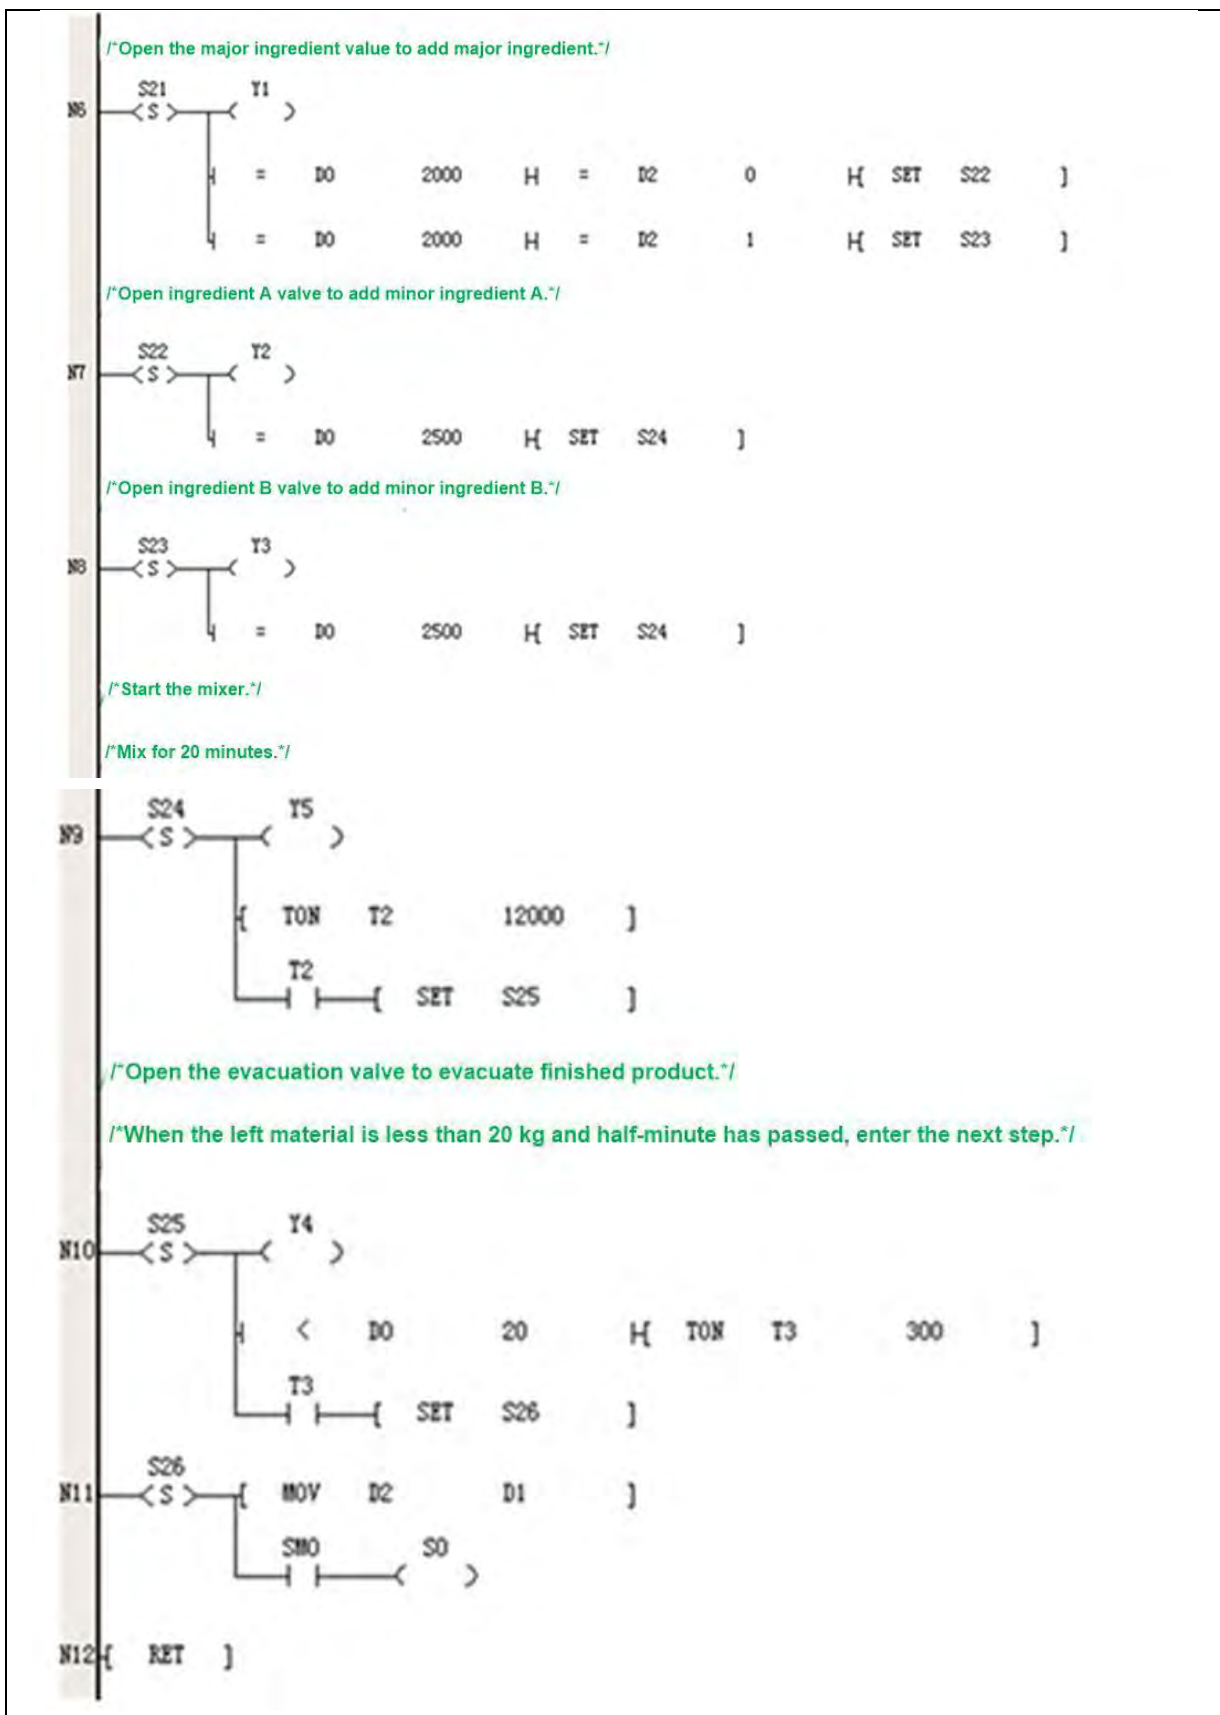 /*Open the major ingredient value to add major ingredient.*/
S21 Y1
N6 S
= D0 2000 = D2 0 SET S22
= D0 2000 = D2 1 SET S23
/*Open ingredient A valve to add minor ingredient A.*/
S22 Y2
N7 S
= D0 2500 SET S24
/*Open ingredient B valve to add minor ingredient B.*/
S23 Y3
N8 S
= D0 2500 SET S24
/*Start the mixer.*/
/*Mix for 20 minutes.*/
S24 Y5
N9 S
TON T2 12000
T2
SET S25
/*Open the evacuation valve to evacuate finished product.*/
/*When the left material is less than 20 kg and half-minute has passed, enter the next step.*/
S25 Y4
N10 S
< D0 20 TON T3 300
T3
SET S26
S26
N11 S MOV D2 D1
SM0 S0
N12 RET